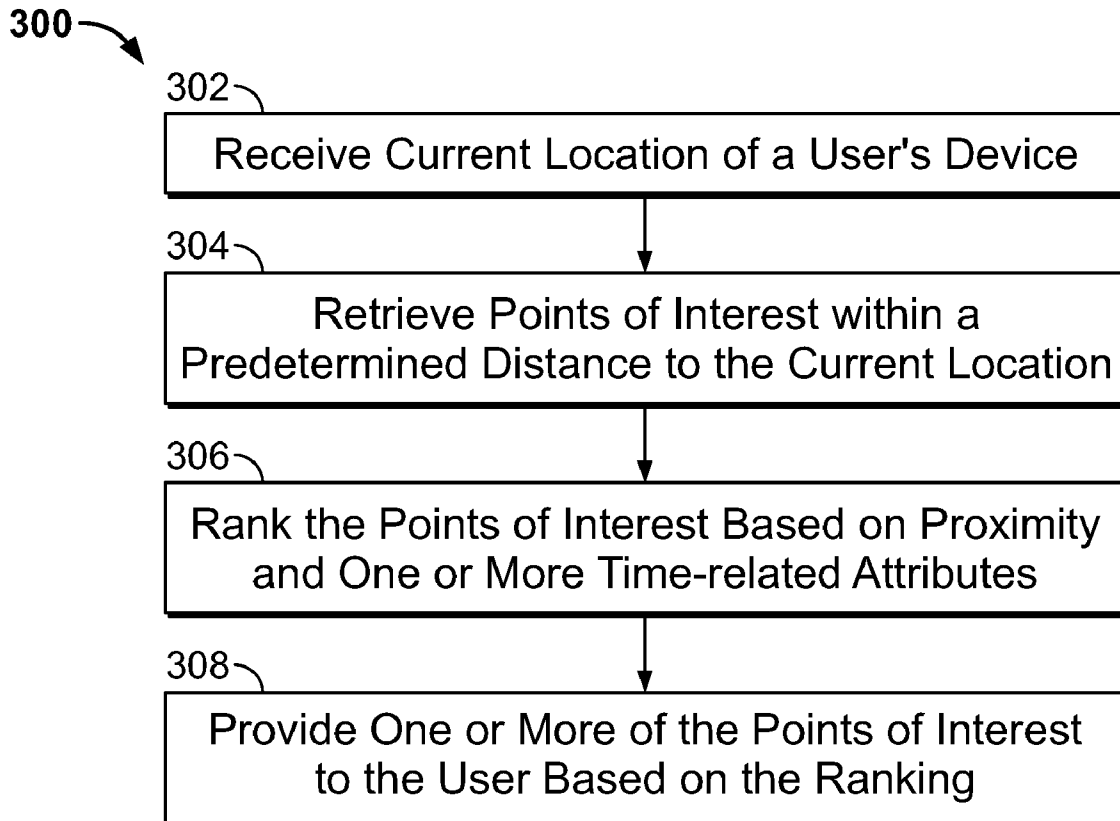 300
302
Receive Current Location of a User's Device
304
Retrieve Points of Interest within a
Predetermined Distance to the Current Location
306
Rank the Points of Interest Based on Proximity
and One or More Time-related Attributes
308
Provide One or More of the Points of Interest
to the User Based on the Ranking